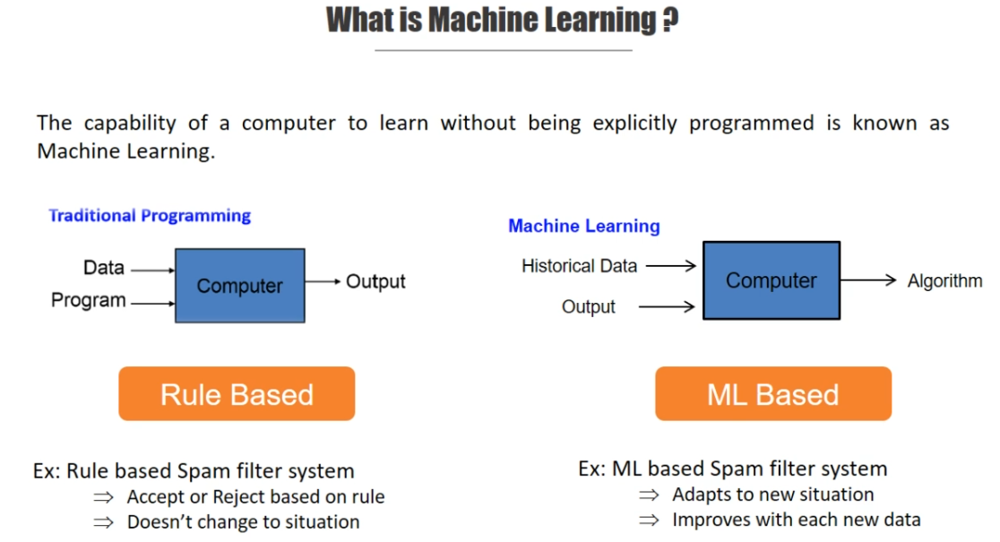 What is Machine Learning ?
The capability of a computer to learn without being explicitly programmed is known as
Machine Learning.
Traditional Programming
Data
Program
Computer
Output
Rule Based
Ex: Rule based Spam filter system
⇒ Accept or Reject based on rule
⇒ Doesn’t change to situation
Machine Learning
Historical Data
Output
Computer
Algorithm
ML Based
Ex: ML based Spam filter system
⇒ Adapts to new situation
⇒ Improves with each new data